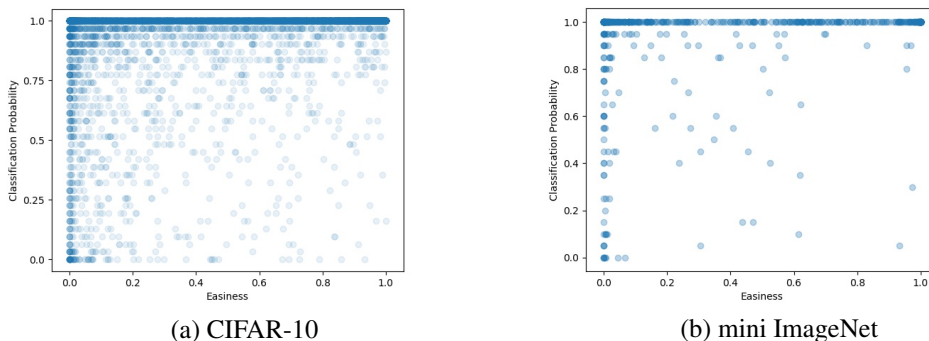 Classification Probability
1.0
0.75
0.5
0.25
0.0
0.0 0.2 0.4 0.6 0.8 1.0
Easiness
(a) CIFAR-10
Classification Probability
1.0
0.8
0.6
0.4
0.2
0.0
0.0 0.2 0.4 0.6 0.8 1.0
Easiness
(b) mini ImageNet